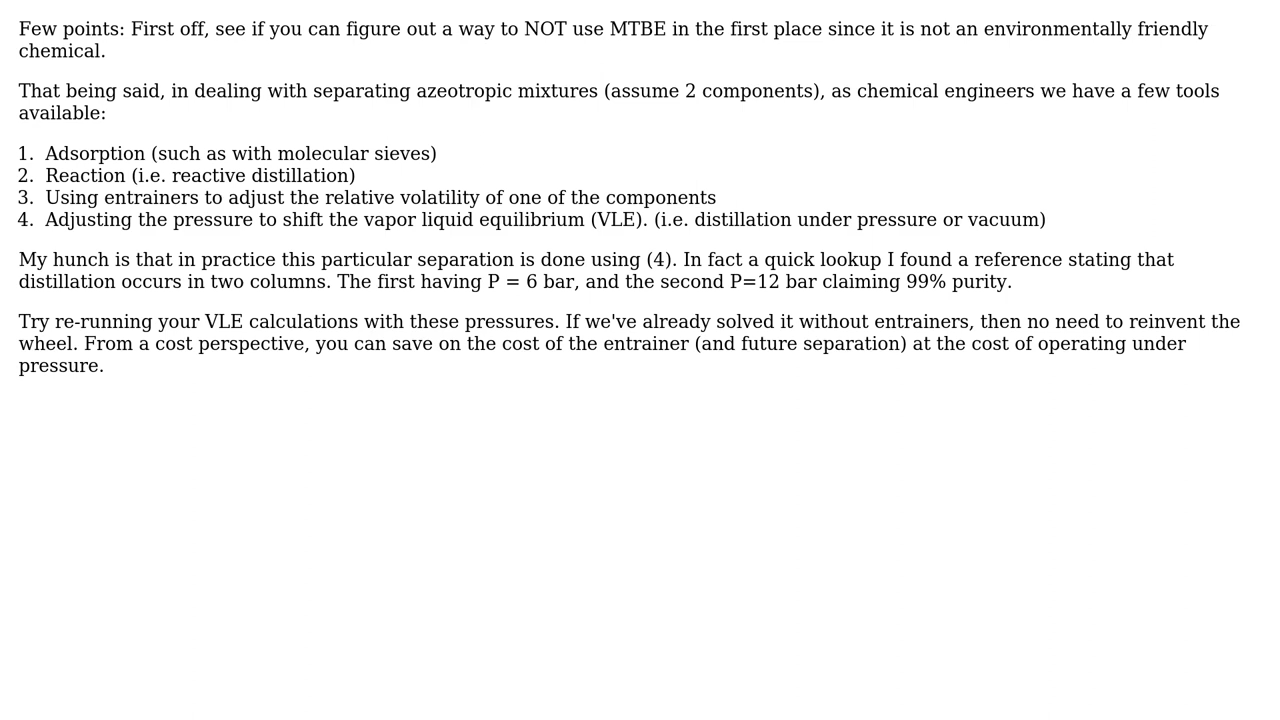 Few points: First off, see if you can figure out a way to NOT use MTBE in the first place since it is not an environmentally friendly
chemical.
That being said, in dealing with separating azeotropic mixtures (assume 2 components), as chemical engineers we have a few tools
available:
1. Adsorption (such as with molecular sieves)
2. Reaction (i.e. reactive distillation)
3. Using entrainers to adjust the relative volatility of one of the components
4. Adjusting the pressure to shift the vapor liquid equilibrium (VLE). (i.e. distillation under pressure or vacuum)
My hunch is that in practice this particular separation is done using (4). In fact a quick lookup I found a reference stating that
distillation occurs in two columns. The first having P = 6 bar, and the second P=12 bar claiming 99% purity.
Try re-running your VLE calculations with these pressures. If we've already solved it without entrainers, then no need to reinvent the
wheel. From a cost perspective, you can save on the cost of the entrainer (and future separation) at the cost of operating under
pressure.